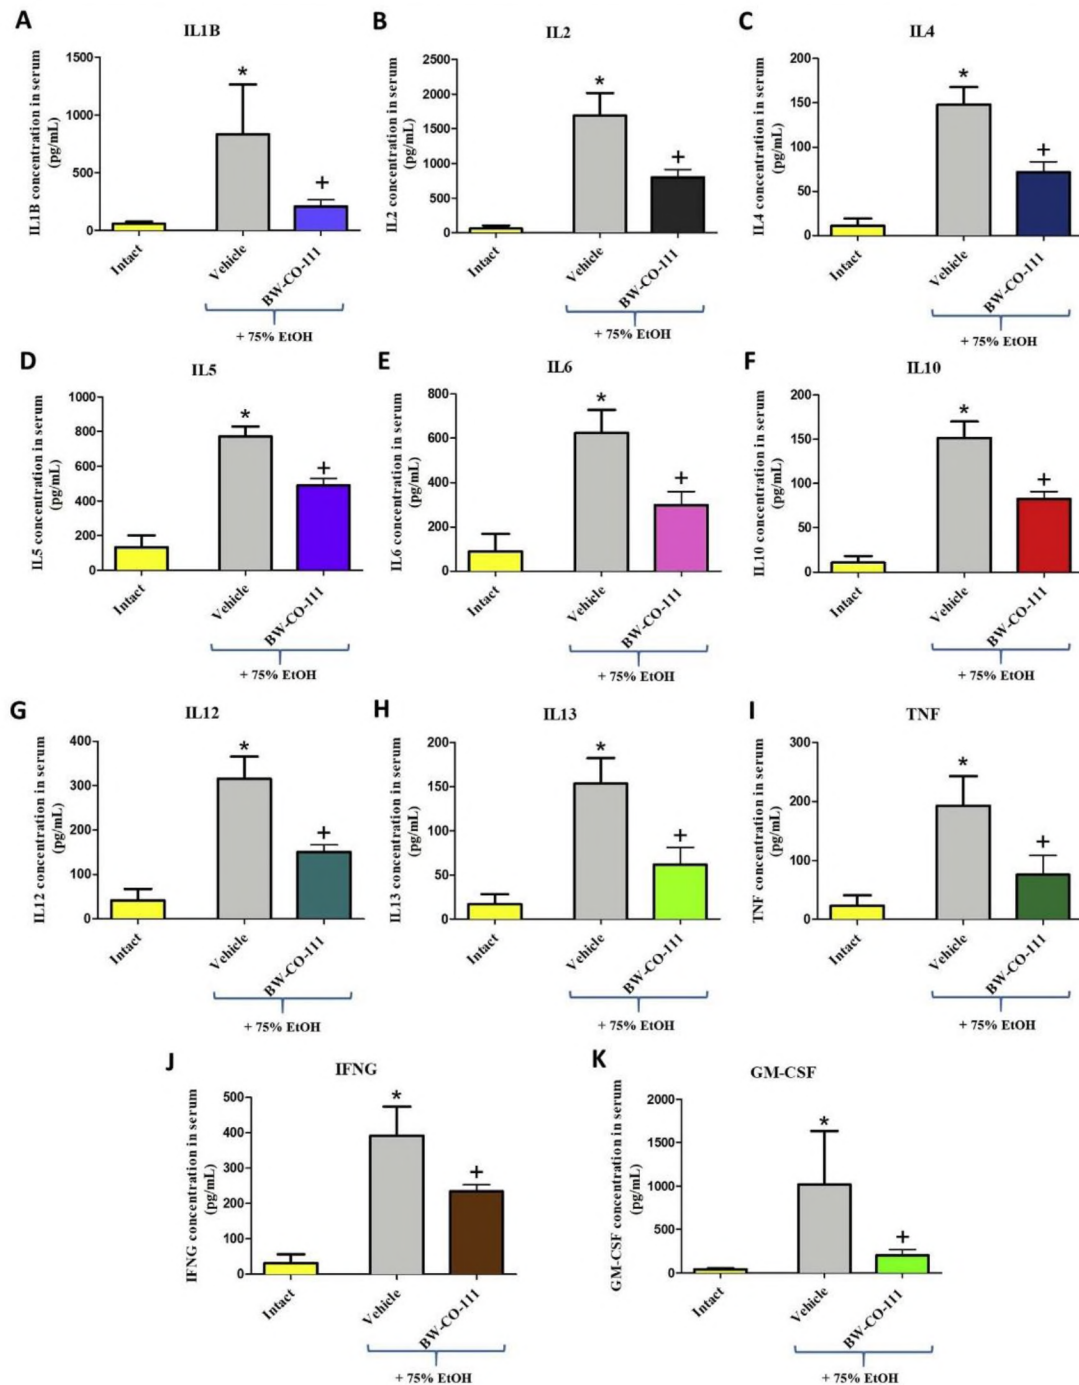 A
IL1B
IL1B concentration in serum
(pg/mL)
1500
1000
500
0
*
+
Intact
Vehicle
BW-CO-111
+ 75% EtOH
B
IL2
IL2 concentration in serum
(pg/mL)
2500
2000
1500
1000
500
0
*
+
Intact
Vehicle
BW-CO-111
+ 75% EtOH
C
IL4
IL4 concentration in serum
(pg/mL)
200
150
100
50
0
*
+
Intact
Vehicle
BW-CO-111
+ 75% EtOH
D
IL5
IL5 concentration in serum
(pg/mL)
1000
800
600
400
200
0
*
+
Intact
Vehicle
BW-CO-111
+ 75% EtOH
E
IL6
IL6 concentration in serum
(pg/mL)
800
600
400
200
0
*
+
Intact
Vehicle
BW-CO-111
+ 75% EtOH
F
IL10
IL10 concentration in serum
(pg/mL)
200
150
100
50
0
*
+
Intact
Vehicle
BW-CO-111
+ 75% EtOH
G
IL12
IL12 concentration in serum
(pg/mL)
400
300
200
100
0
*
+
Intact
Vehicle
BW-CO-111
+ 75% EtOH
H
IL13
IL13 concentration in serum
(pg/mL)
200
150
100
50
0
*
+
Intact
Vehicle
BW-CO-111
+ 75% EtOH
I
TNF
TNF concentration in serum
(pg/mL)
300
200
100
0
*
+
Intact
Vehicle
BW-CO-111
+ 75% EtOH
J
IFNG
IFNG concentration in serum
(pg/mL)
500
400
300
200
100
0
*
+
Intact
Vehicle
BW-CO-111
+ 75% EtOH
K
GM-CSF
GM-CSF concentration in serum
(pg/mL)
2000
1500
1000
500
0
*
+
Intact
Vehicle
BW-CO-111
+ 75% EtOH